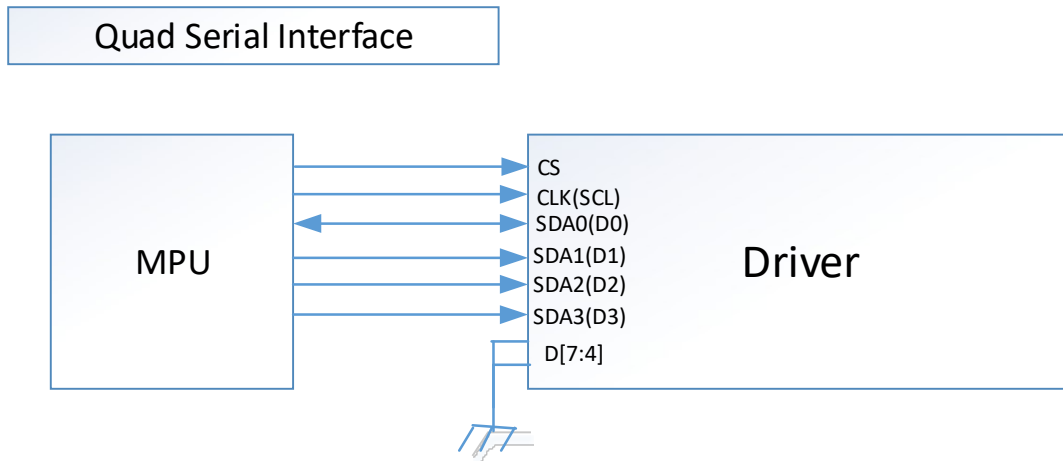 Quad Serial Interface
MPU
CS
CLK(SCL)
SDA0(D0)
SDA1(D1)
SDA2(D2)
SDA3(D3)
D[7:4]
Driver